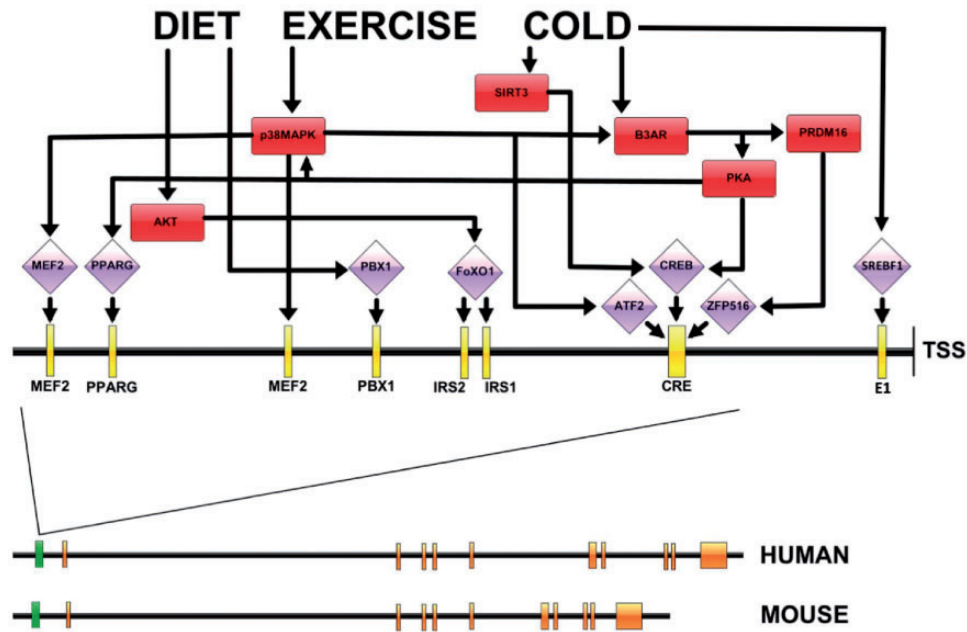 DIET EXERCISE COLD
SIRT3
p38MAPK
B3AR
PRDM16
PKA
AKT
MEF2
PPARG
PBX1
FoXO1
CREB
SREBF1
ATF2
ZFP516
TSS
MEF2
PPARG
MEF2
PBX1
IRS2
IRS1
CRE
E1
HUMAN
MOUSE